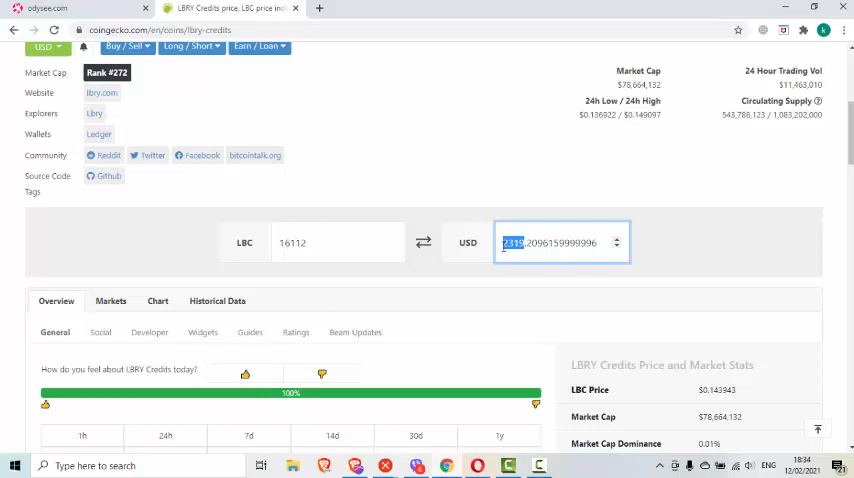 odysee.com × LBRY Credits price, LBC price ind × +
coingecko.com/en/coins/lbry-credits
USD Buy / Sell Long / Short Earn / Loan
Market Cap Rank #272
Website lbry.com
Explorers Lbry
Wallets Ledger
Community Reddit Twitter Facebook bitcointalk.org
Source Code Github
Tags
Market Cap 24 Hour Trading Vol
$78,664,132 $11,463,010
24h Low / 24h High Circulating Supply
$0.136922 / $0.149097 543,788,123 / 1,083,202,000
LBC 16112 USD 2319.2096159999996
Overview Markets Chart Historical Data
General Social Developer Widgets Guides Ratings Beam Updates
How do you feel about LBRY Credits today?
100%
1h 24h 7d 14d 30d 1y
LBRY Credits Price and Market Stats
LBC Price $0.143943
Market Cap $78,664,132
Market Cap Dominance 0.01%
Type here to search
ENG 18:34
12/02/2021
21